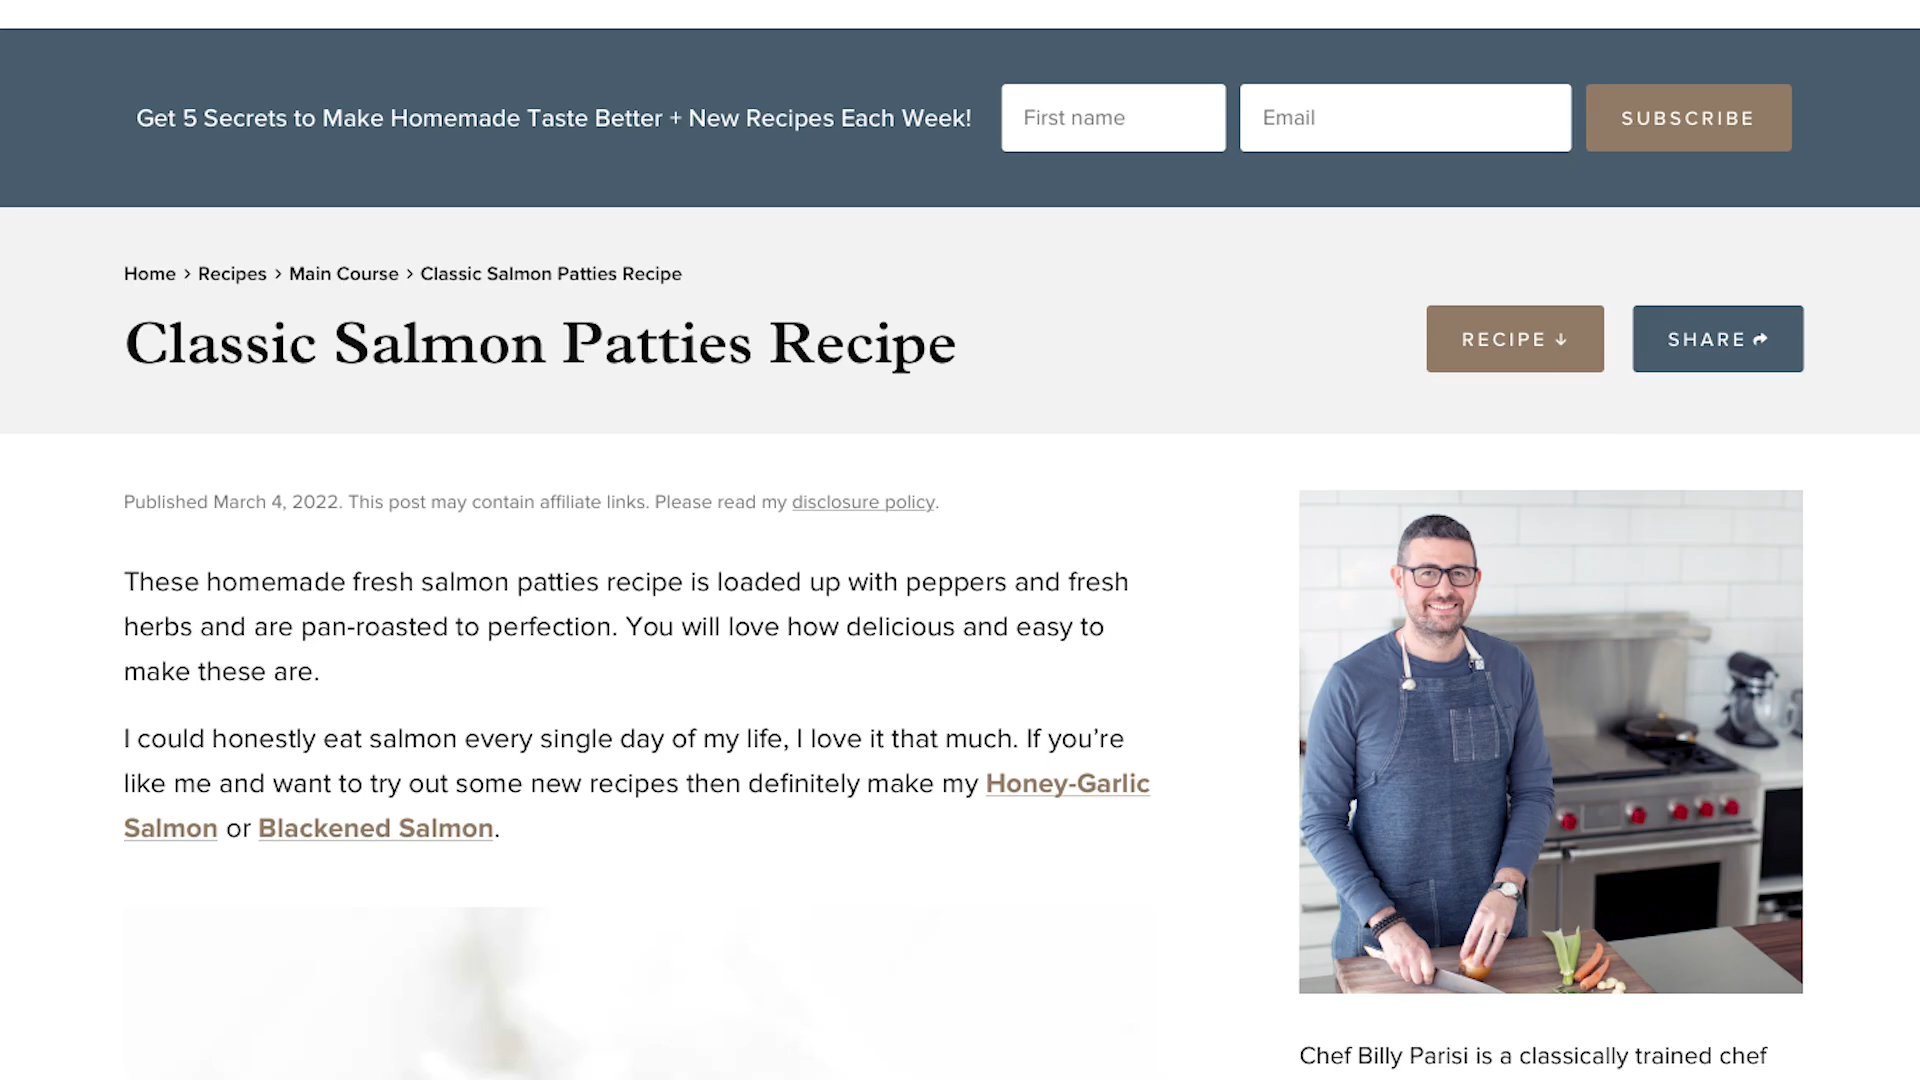 Get 5 Secrets to Make Homemade Taste Better + New Recipes Each Week!
First name
Email
SUBSCRIBE
Home > Recipes > Main Course > Classic Salmon Patties Recipe
Classic Salmon Patties Recipe
RECIPE ↓
SHARE
Published March 4, 2022. This post may contain affiliate links. Please read my disclosure policy.
These homemade fresh salmon patties recipe is loaded up with peppers and fresh
herbs and are pan-roasted to perfection. You will love how delicious and easy to
make these are.
I could honestly eat salmon every single day of my life, I love it that much. If you’re
like me and want to try out some new recipes then definitely make my Honey-Garlic
Salmon or Blackened Salmon.
Chef Billy Parisi is a classically trained chef